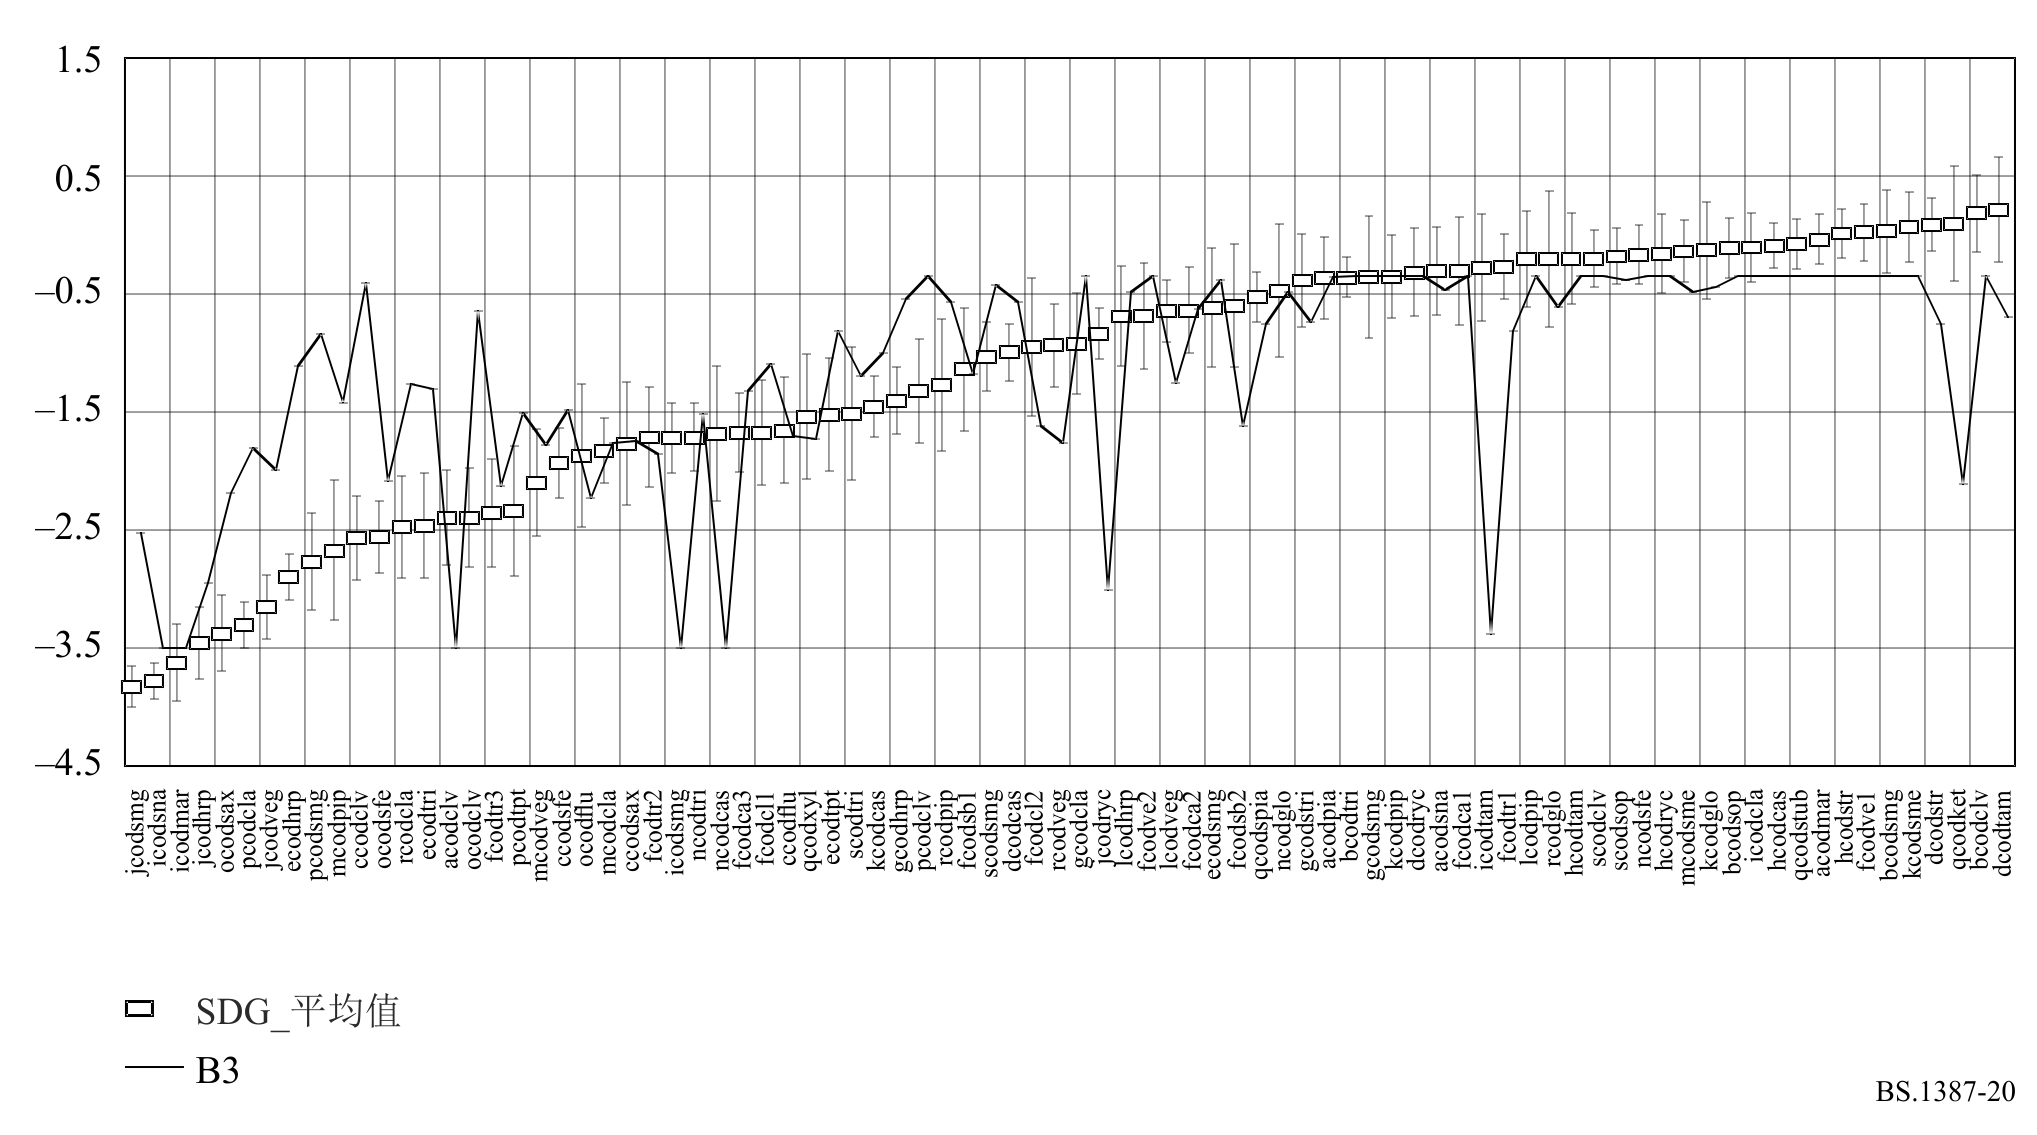 1.5
0.5
–0.5
–1.5
–2.5
–3.5
–4.5
jcodsmg
icodsna
icodmar
jcodhrp
ocodsax
pcodcla
jcodveg
ecodhrp
pcodsmg
mcodpip
ccodclv
ocodsfe
rcodcla
ecodtri
acodclv
ocodclv
fcodtr3
pcodtpt
mcodveg
ccodsfe
ocodflu
mcodcla
ccodsax
fcodtr2
icodsmg
ncodtri
ncodcas
fcodca3
fcodcl1
ccodflu
qcodxyl
ecodtpt
scodtri
kcodcas
gcodhrp
pcodclv
rcodpip
fcodsb1
scodsmg
dcodcas
fcodcl2
rcodveg
gcodcla
jcodryc
lcodhrp
fcodve2
lcodveg
fcodca2
ecodsmg
fcodsb2
qcodspia
ncodglo
gcodstri
acodpia
bcodtri
gcodsmg
kcodpip
dcodryc
acodsna
fcodca1
icodtam
fcodtr1
lcodpip
rcodglo
hcodtam
scodclv
scodsop
ncodsfe
hcodryc
mcodsme
kcodglo
bcodsop
icodcla
hcodcas
qcodstub
acodmar
hcodstr
fcodve1
bcodsmg
kcodsme
dcodstr
qcodket
bcodclv
dcodtam
SDG_平均值
B3
BS.1387-20